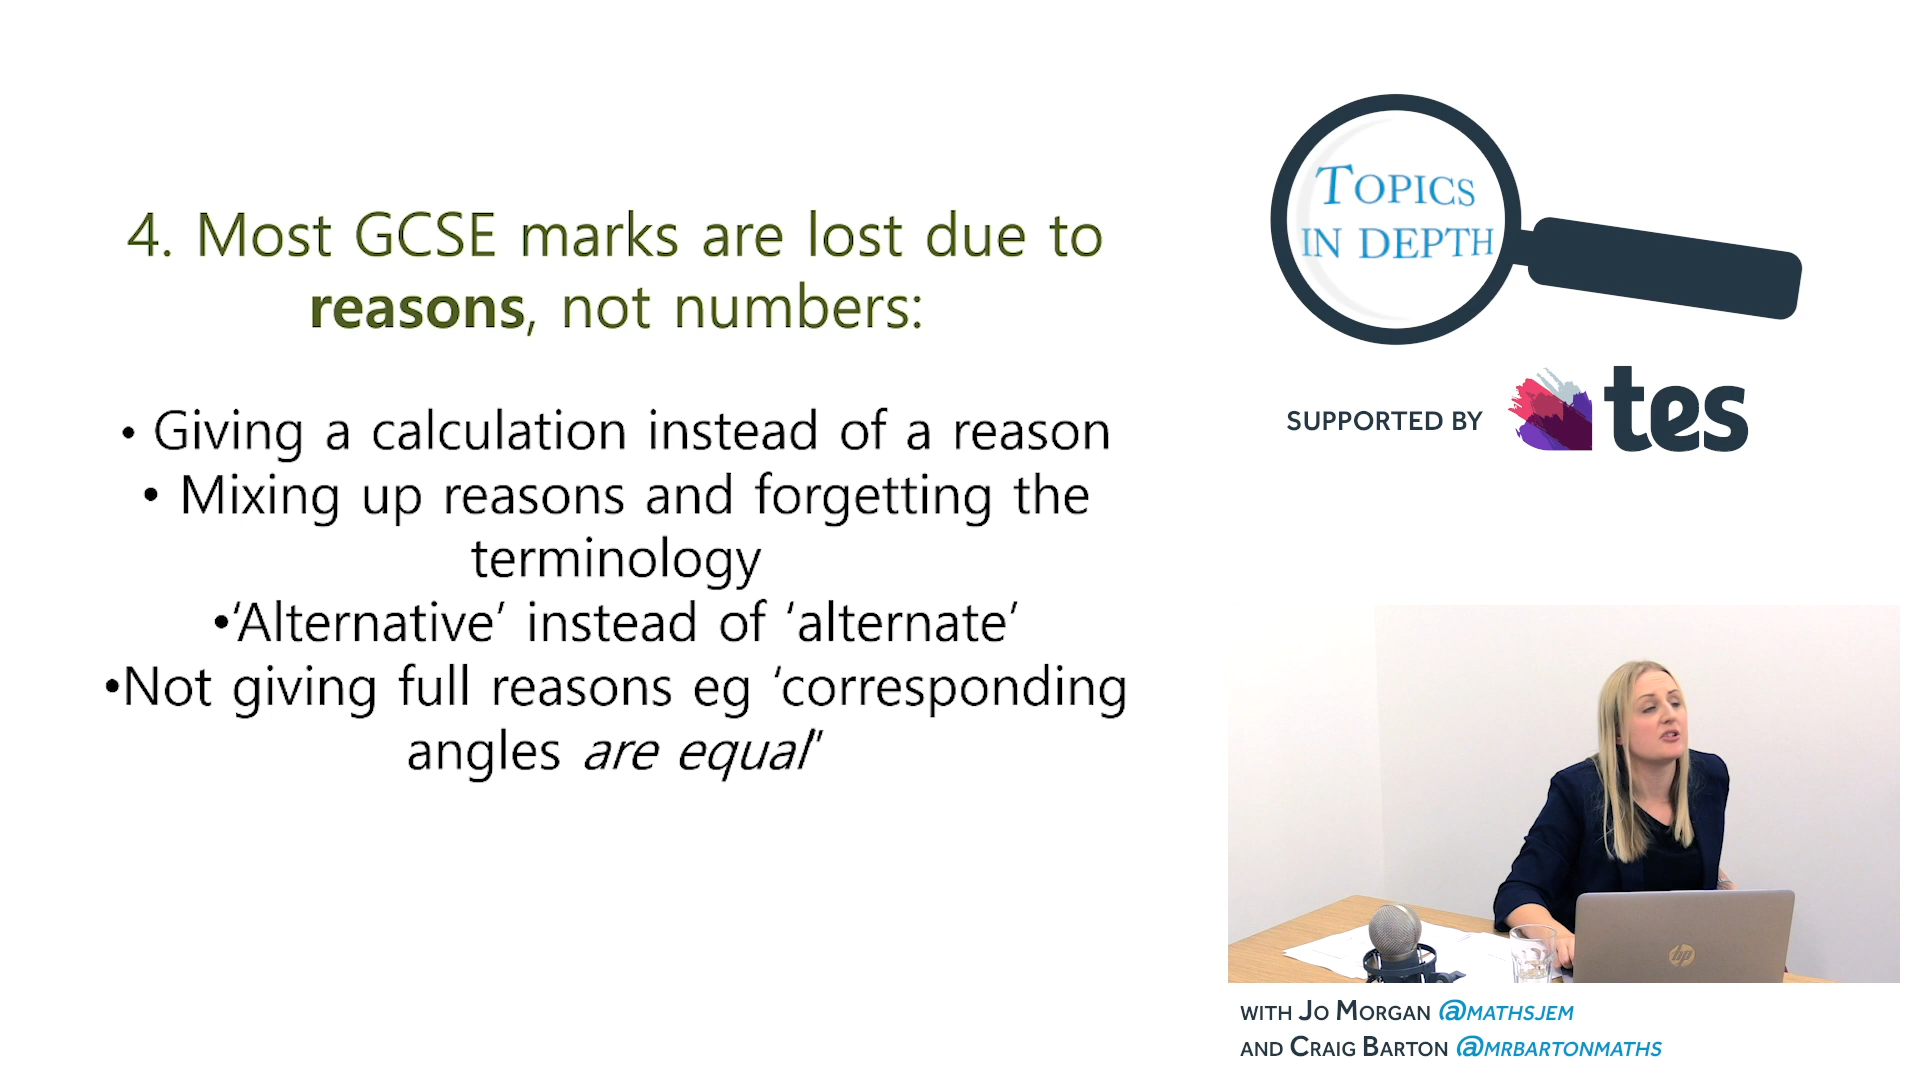 4. Most GCSE marks are lost due to
reasons, not numbers:
• Giving a calculation instead of a reason
• Mixing up reasons and forgetting the
terminology
•‘Alternative’ instead of ‘alternate’
•Not giving full reasons eg ‘corresponding
angles are equal’
TOPICS
IN DEPTH
SUPPORTED BY
tes
hp
WITH JO MORGAN @MATHSJEM
AND CRAIG BARTON @MRBARTONMATHS